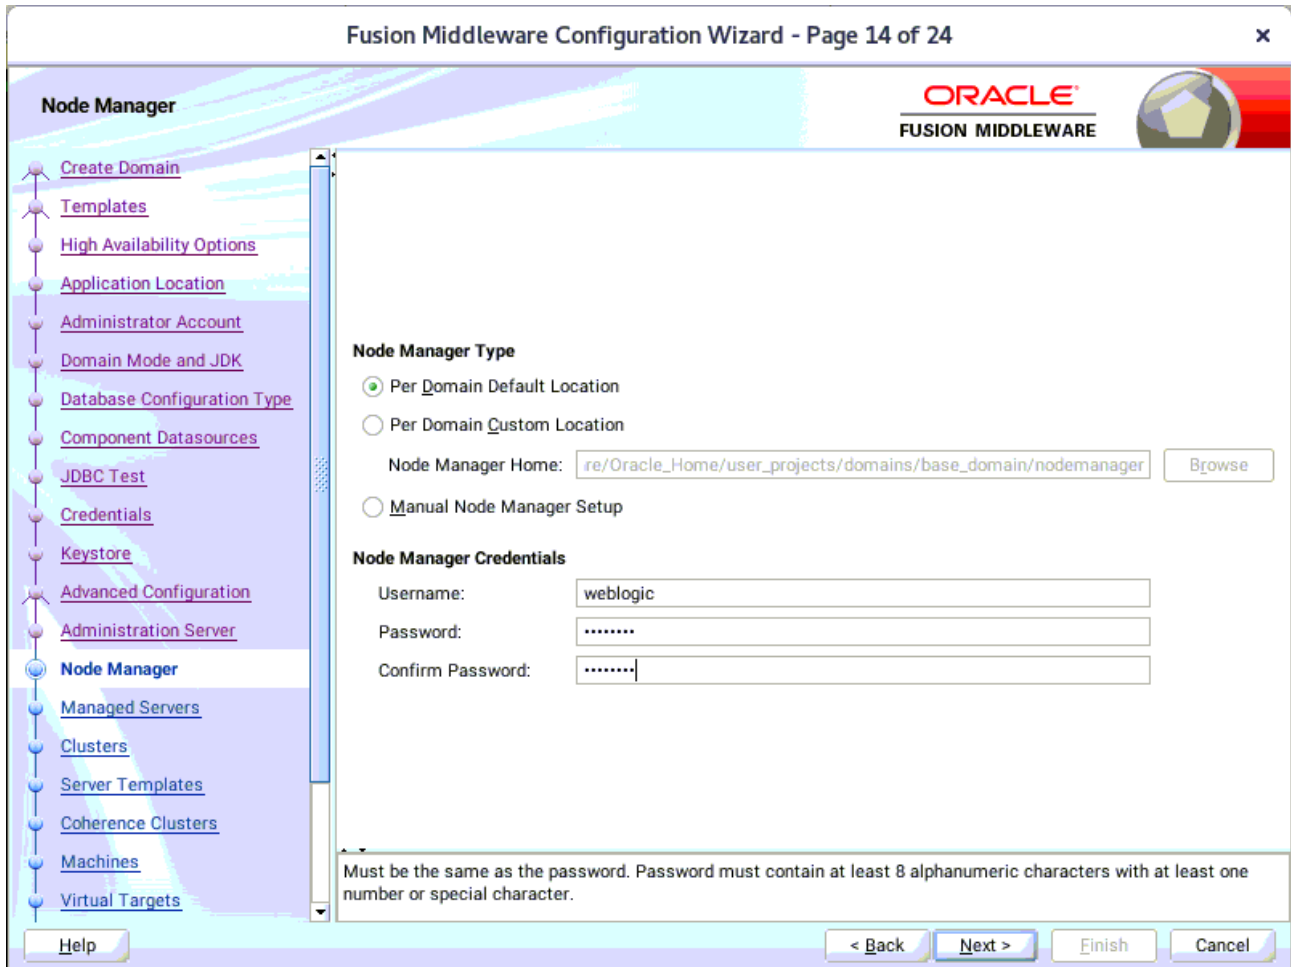 Fusion Middleware Configuration Wizard - Page 14 of 24
Node Manager
ORACLE
FUSION MIDDLEWARE
Create Domain
Templates
High Availability Options
Application Location
Administrator Account
Domain Mode and JDK
Database Configuration Type
Component Datasources
JDBC Test
Credentials
Keystore
Advanced Configuration
Administration Server
Node Manager
Managed Servers
Clusters
Server Templates
Coherence Clusters
Machines
Virtual Targets
Node Manager Type
Per Domain Default Location
Per Domain Custom Location
Node Manager Home: re/Oracle_Home/user_projects/domains/base_domain/nodemanager Browse
Manual Node Manager Setup
Node Manager Credentials
Username: weblogic
Password: ••••••••
Confirm Password: ••••••••
Must be the same as the password. Password must contain at least 8 alphanumeric characters with at least one
number or special character.
Help < Back Next > Finish Cancel